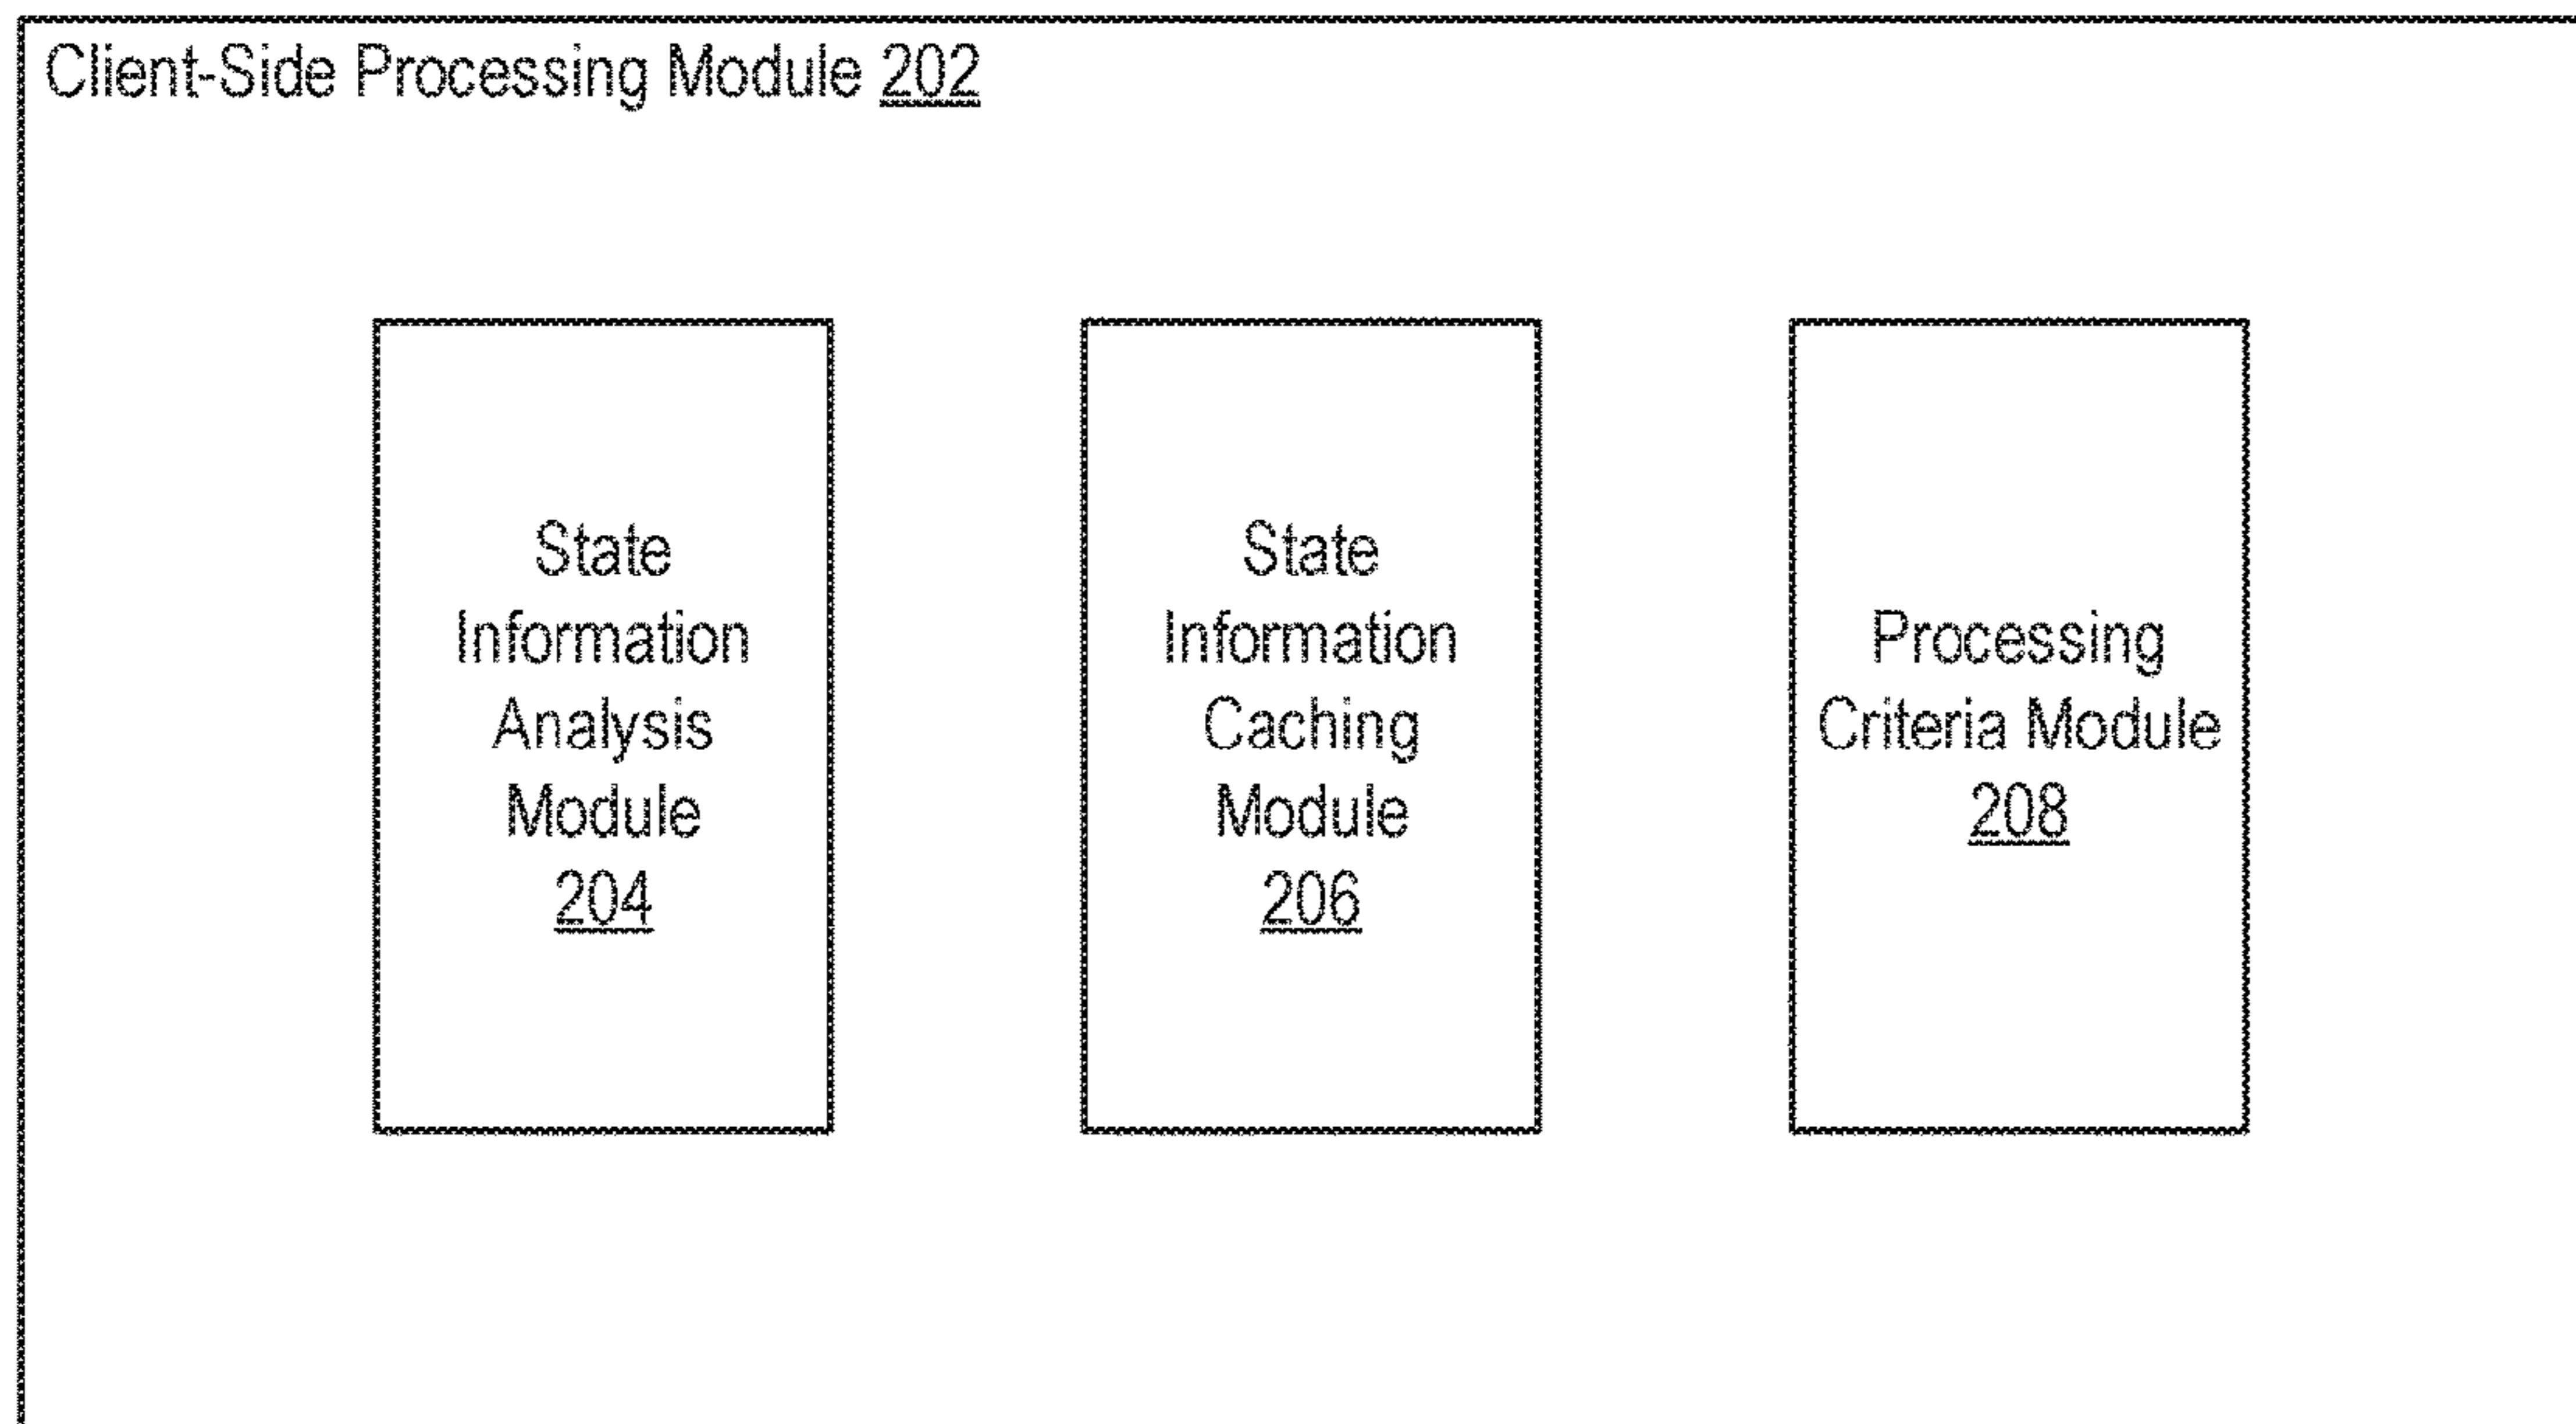 Client-Side Processing Module 202
State
Information
Analysis
Module
204
State
Information
Caching
Module
206
Processing
Criteria Module
208